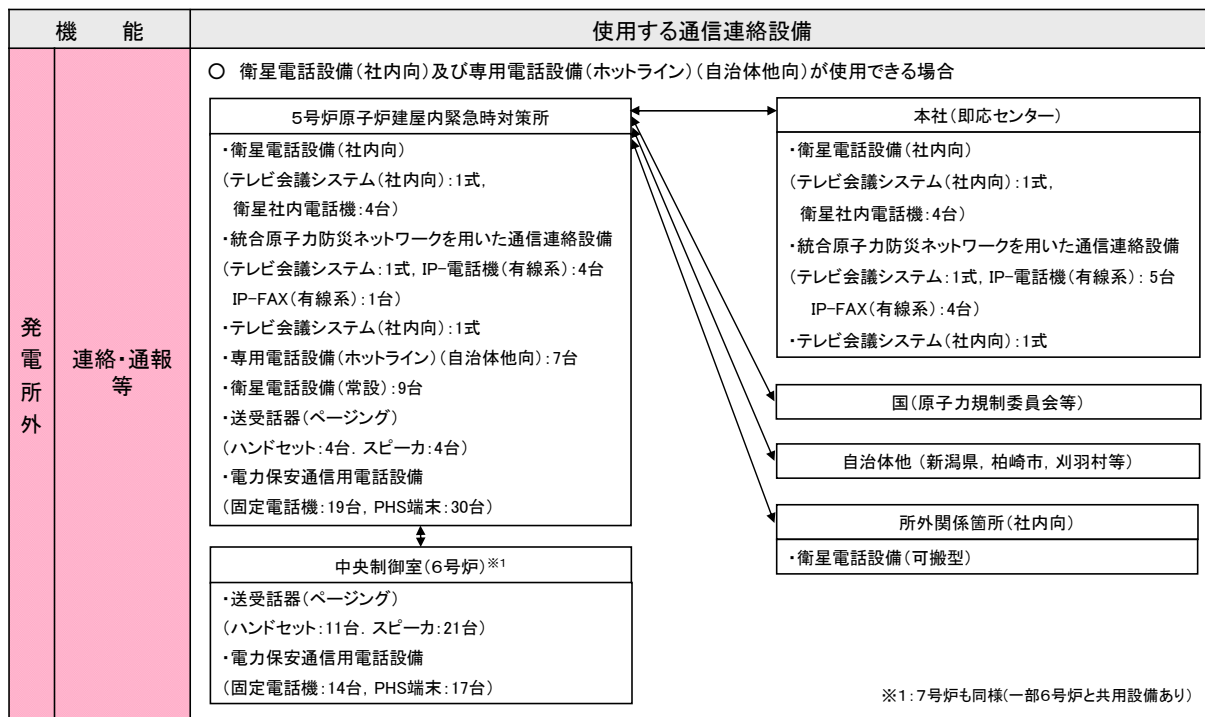 機　能
使用する通信連絡設備
発電所外
連絡・通報
等
○　衛星電話設備(社内向)及び専用電話設備(ホットライン)(自治体他向)が使用できる場合
５号炉原子炉建屋内緊急時対策所
・衛星電話設備(社内向)
(テレビ会議システム(社内向)：1式,
衛星社内電話機：4台)
・統合原子力防災ネットワークを用いた通信連絡設備
(テレビ会議システム：1式, IP-電話機(有線系)：4台
IP-FAX(有線系)：1台)
・テレビ会議システム(社内向)：1式
・専用電話設備(ホットライン)(自治体他向)：7台
・衛星電話設備(常設)：9台
・送受話器(ページング)
(ハンドセット：4台．スピーカ：4台)
・電力保安通信用電話設備
(固定電話機：19台, PHS端末：30台)
中央制御室(６号炉)※1
・送受話器(ページング)
(ハンドセット：11台．スピーカ：21台)
・電力保安通信用電話設備
(固定電話機：14台, PHS端末：17台)
本社(即応センター)
・衛星電話設備(社内向)
(テレビ会議システム(社内向)：1式,
衛星社内電話機：4台)
・統合原子力防災ネットワークを用いた通信連絡設備
(テレビ会議システム：1式, IP-電話機(有線系)： 5台
IP-FAX(有線系)：4台)
・テレビ会議システム(社内向)：1式
国(原子力規制委員会等)
自治体他 (新潟県, 柏崎市, 刈羽村等)
所外関係箇所(社内向)
・衛星電話設備(可搬型)
※1：７号炉も同様(一部６号炉と共用設備あり)